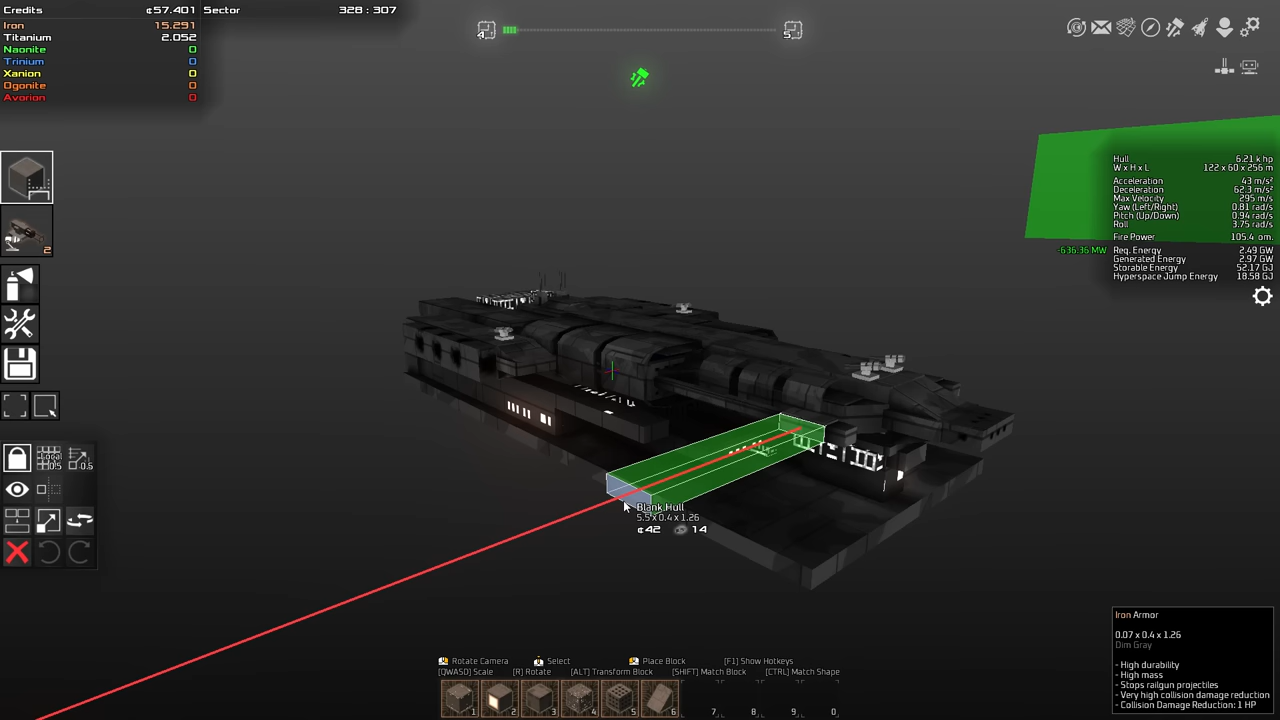 Credits ¢57.401 Sector 328 : 307
Iron 15.291
Titanium 2.052
Naonite 0
Trinium 0
Xanion 0
Ogonite 0
Avorion 0
4 5
2
Hull 6.21 k hp
W x H x L 122 x 60 x 256 m
Acceleration 43 m/s²
Deceleration 62.3 m/s²
Max Velocity 295 m/s
Yaw (Left/Right) 0.81 rad/s
Pitch (Up/Down) 0.94 rad/s
Roll 3.75 rad/s
Fire Power 105.4 om.
-636.36 MW Req. Energy 2.49 GW
Generated Energy 2.97 GW
Storable Energy 52.17 GJ
Hyperspace Jump Energy 18.58 GJ
Blank Hull
5.5 x 0.4 x 1.26
¢42 14
Iron Armor
0.07 x 0.4 x 1.26
Dim Gray
- High durability
- High mass
- Stops railgun projectiles
- Very high collision damage reduction
- Collision Damage Reduction: 1 HP
Rotate Camera Select Place Block [F1] Show Hotkeys
[QWASD] Scale [R] Rotate [ALT] Transform Block [SHIFT] Match Block [CTRL] Match Shape
1 2 3 4 5 6 7 8 9 0